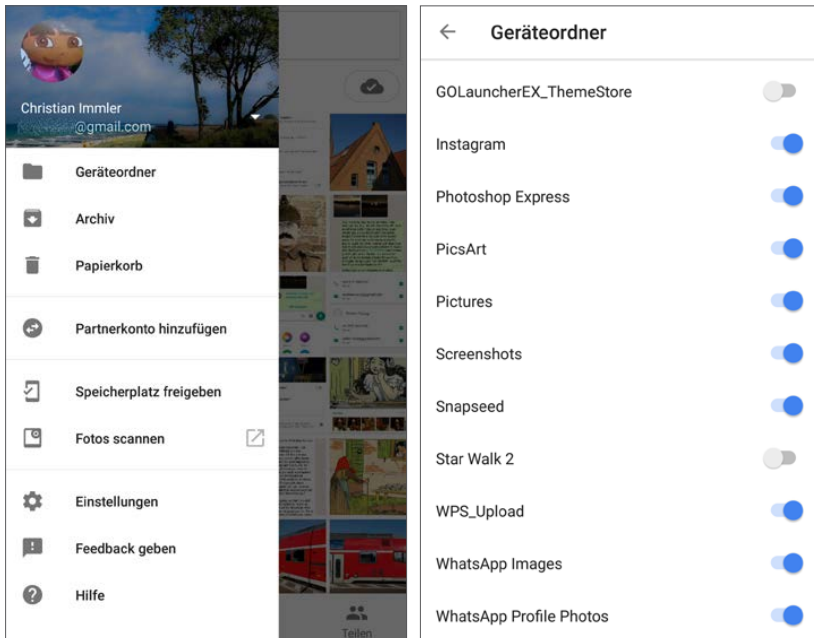 Christian Immler
@gmail.com
Geräteordner
Archiv
Papierkorb
Partnerkonto hinzufügen
Speicherplatz freigeben
Fotos scannen
Einstellungen
Feedback geben
Hilfe
Teilen
Geräteordner
GOLauncherEX_ThemeStore
Instagram
Photoshop Express
PicsArt
Pictures
Screenshots
Snapseed
Star Walk 2
WPS_Upload
WhatsApp Images
WhatsApp Profile Photos